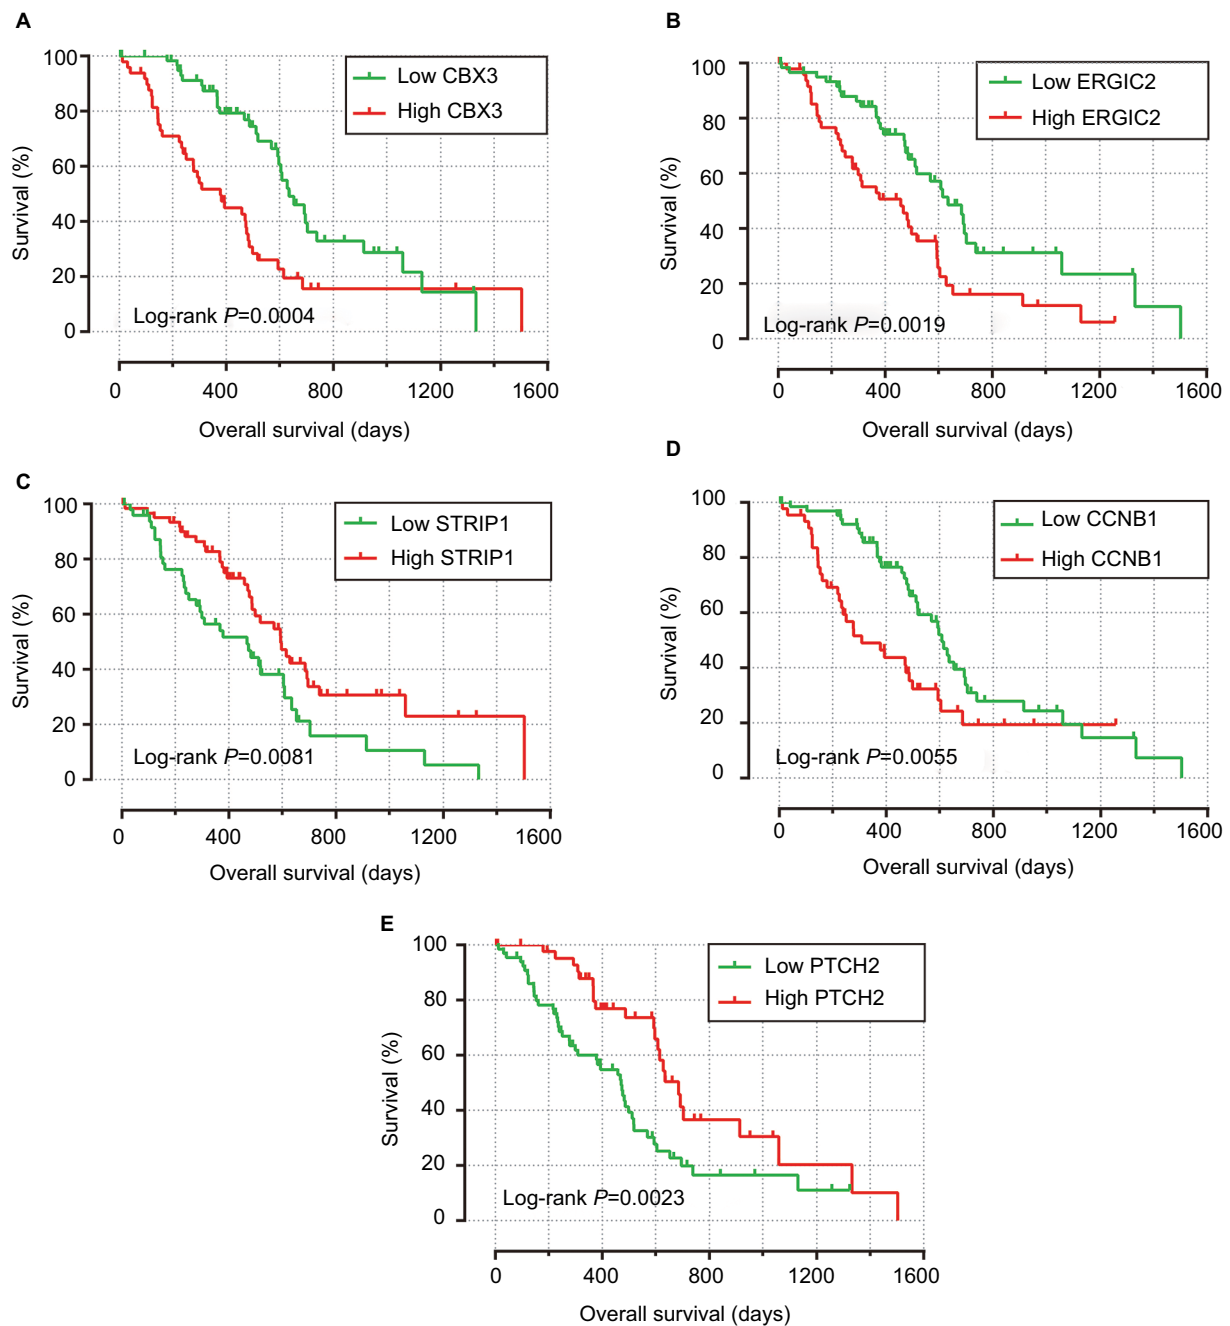 A
100
80
60
40
20
0
Survival (%)
Low CBX3
High CBX3
Log-rank P=0.0004
0 400 800 1200 1600
Overall survival (days)
B
100
80
60
40
20
0
Survival (%)
Low ERGIC2
High ERGIC2
Log-rank P=0.0019
0 400 800 1200 1600
Overall survival (days)
C
100
80
60
40
20
0
Survival (%)
Low STRIP1
High STRIP1
Log-rank P=0.0081
0 400 800 1200 1600
Overall survival (days)
D
100
80
60
40
20
0
Survival (%)
Low CCNB1
High CCNB1
Log-rank P=0.0055
0 400 800 1200 1600
Overall survival (days)
E
100
80
60
40
20
0
Survival (%)
Low PTCH2
High PTCH2
Log-rank P=0.0023
0 400 800 1200 1600
Overall survival (days)